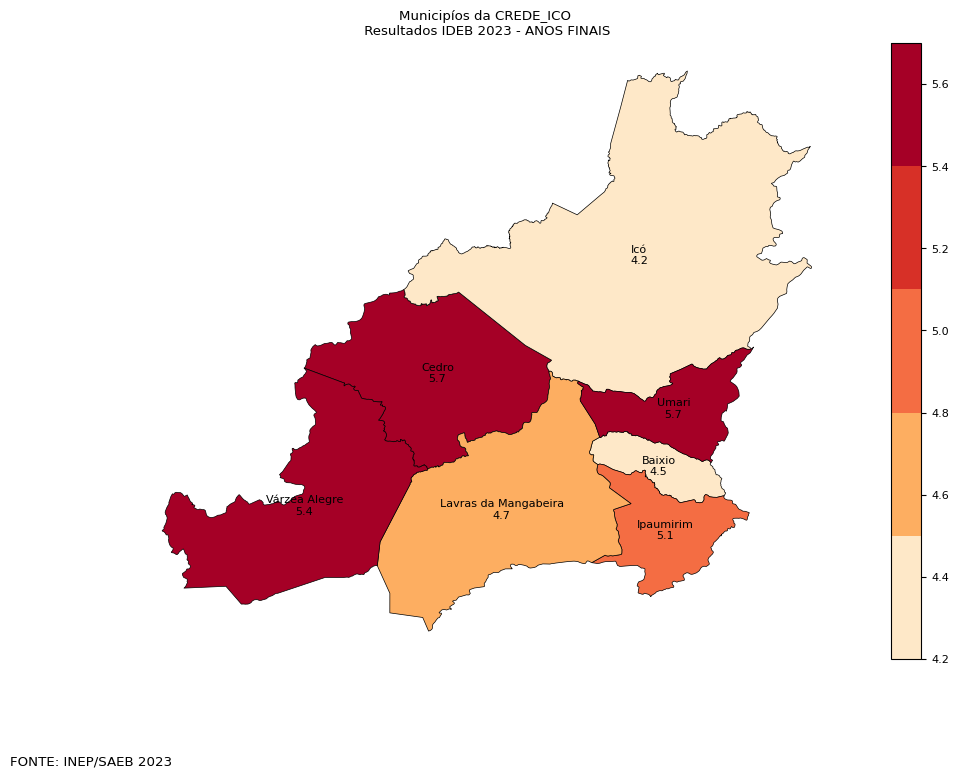 Municipíos da CREDE_ICO
Resultados IDEB 2023 - ANOS FINAIS
5.6
5.4
5.2
5.0
4.8
4.6
4.4
4.2
Icó
4.2
Cedro
5.7
Umari
5.7
Baixio
4.5
Várzea Alegre
5.4
Lavras da Mangabeira
4.7
Ipaumirim
5.1
FONTE: INEP/SAEB 2023